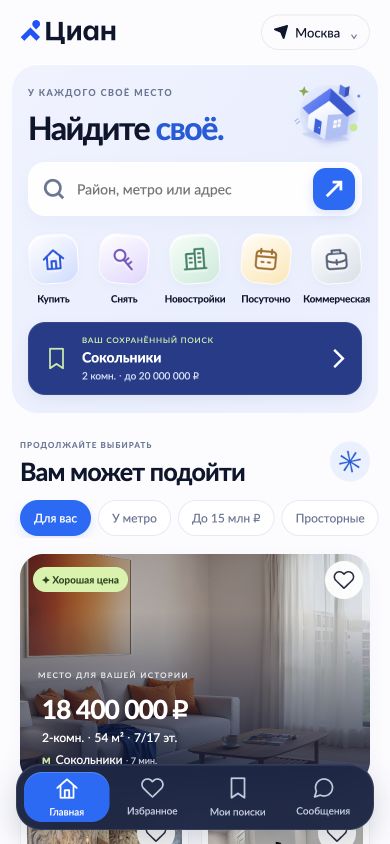 Циан
Москва
У КАЖДОГО СВОЁ МЕСТО
Найдите своё.
Район, метро или адрес
Купить
Снять
Новостройки
Посуточно
Коммерческая
ВАШ СОХРАНЁННЫЙ ПОИСК
Сокольники
2 комн. · до 20 000 000 ₽
ПРОДОЛЖАЙТЕ ВЫБИРАТЬ
Вам может подойти
Для вас
У метро
До 15 млн ₽
Просторные
Хорошая цена
МЕСТО ДЛЯ ВАШЕЙ ИСТОРИИ
18 400 000 ₽
2-комн. · 54 м² · 7/17 эт.
м Сокольники · 7 мин.
Главная
Избранное
Мои поиски
Сообщения